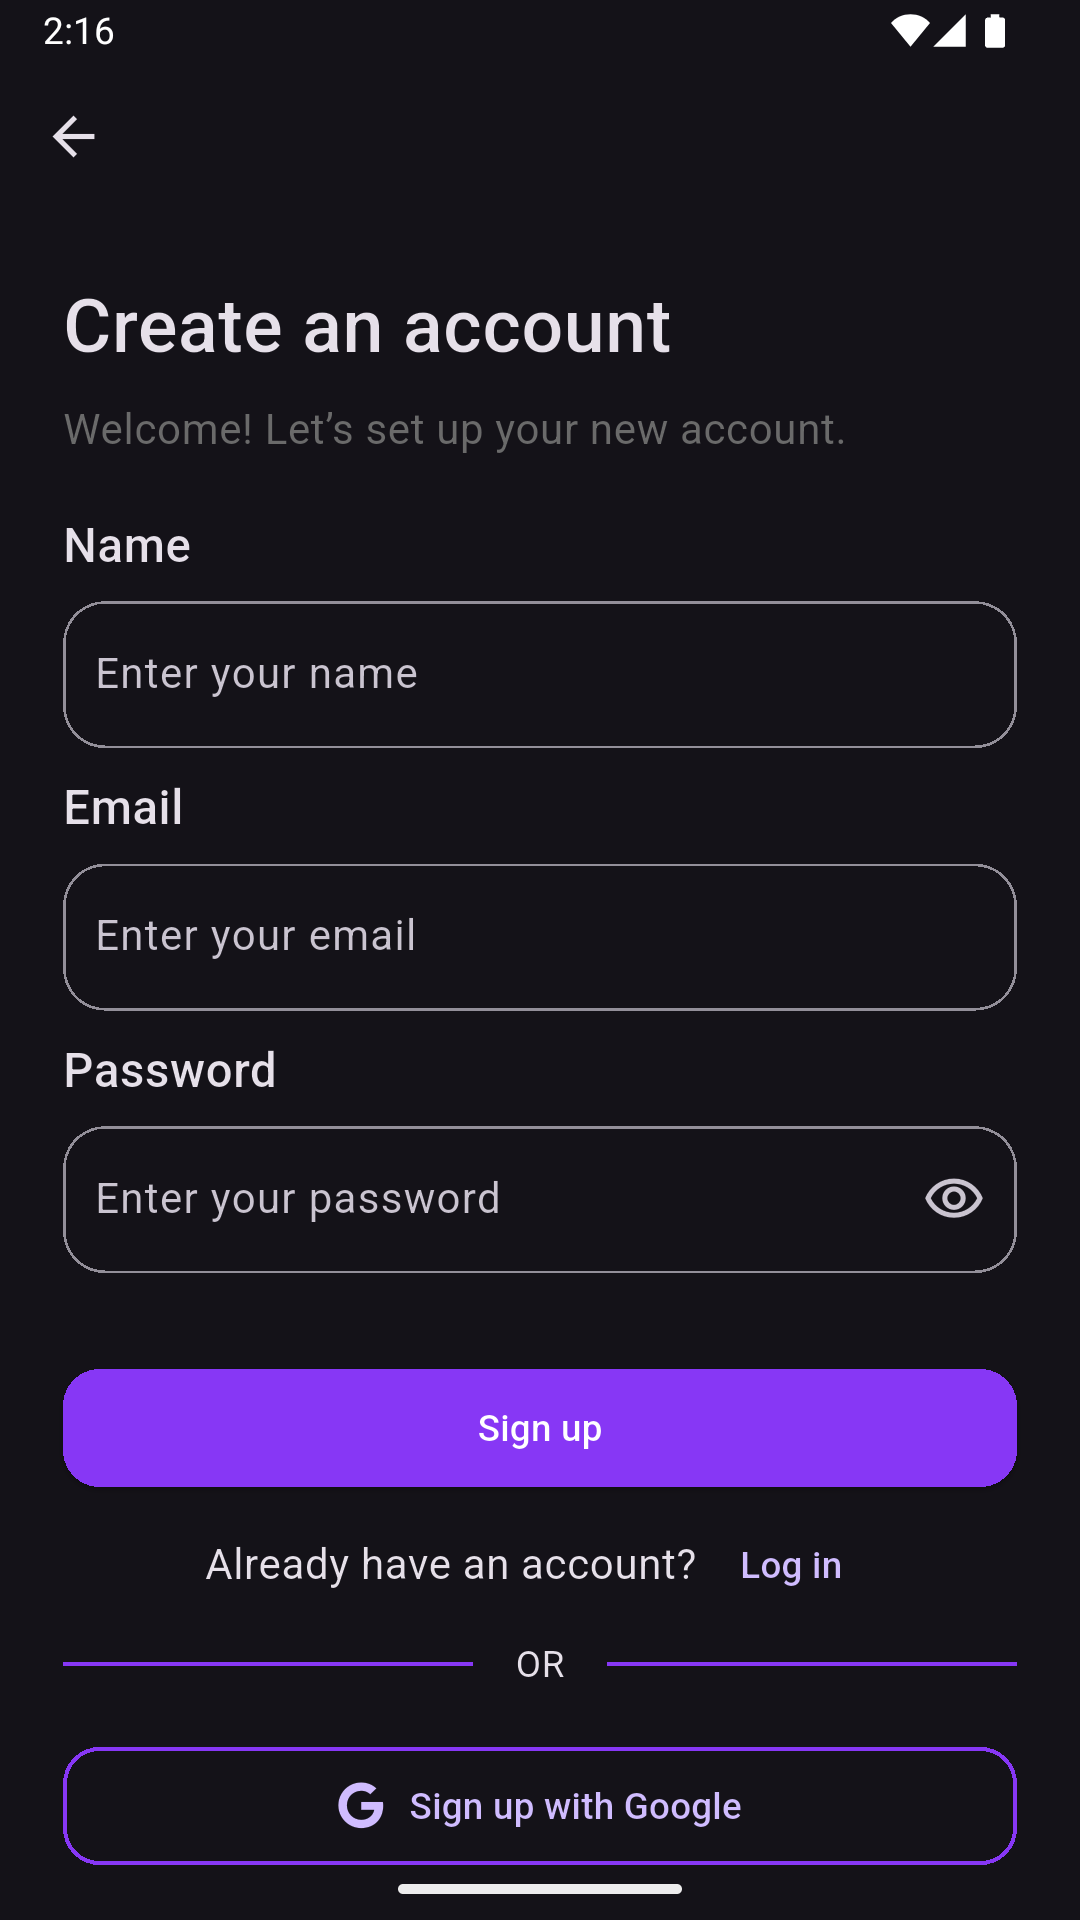 2:16
Create an account
Welcome! Let’s set up your new account.
Name
Enter your name
Email
Enter your email
Password
Enter your password
Sign up
Already have an account? Log in
OR
Sign up with Google